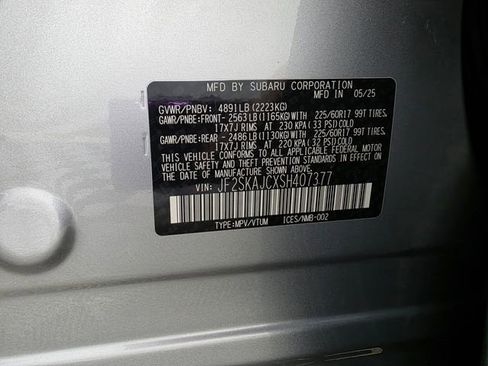 MFD BY SUBARU CORPORATION
MFD IN 05/25
GVWR/PNBV: 4891LB(2223KG)
GAWR/PNBE:FRONT- 2563LB(1165KG)WITH 225/60R17 99T TIRES
17X7J RIMS AT 230 KPA(33 PSI)COLD
GAWR/PNBE:REAR -2486LB(1130KG)WITH 225/60R17 99T TIRES
17X7J RIMS AT 220 KPA(32 PSI)COLD
THIS VEHICLE CONFORMS TO ALL APPLICABLE FEDERAL MOTOR
VEHICLE SAFETY AND THEFT PREVENTION STANDARDS IN EFFECT
ON THE DATE OF MANUFACTURE SHOWN ABOVE.
VIN: JF2SKAJCXSH407377
TYPE:MPV/VTUM ICES/NMB-002